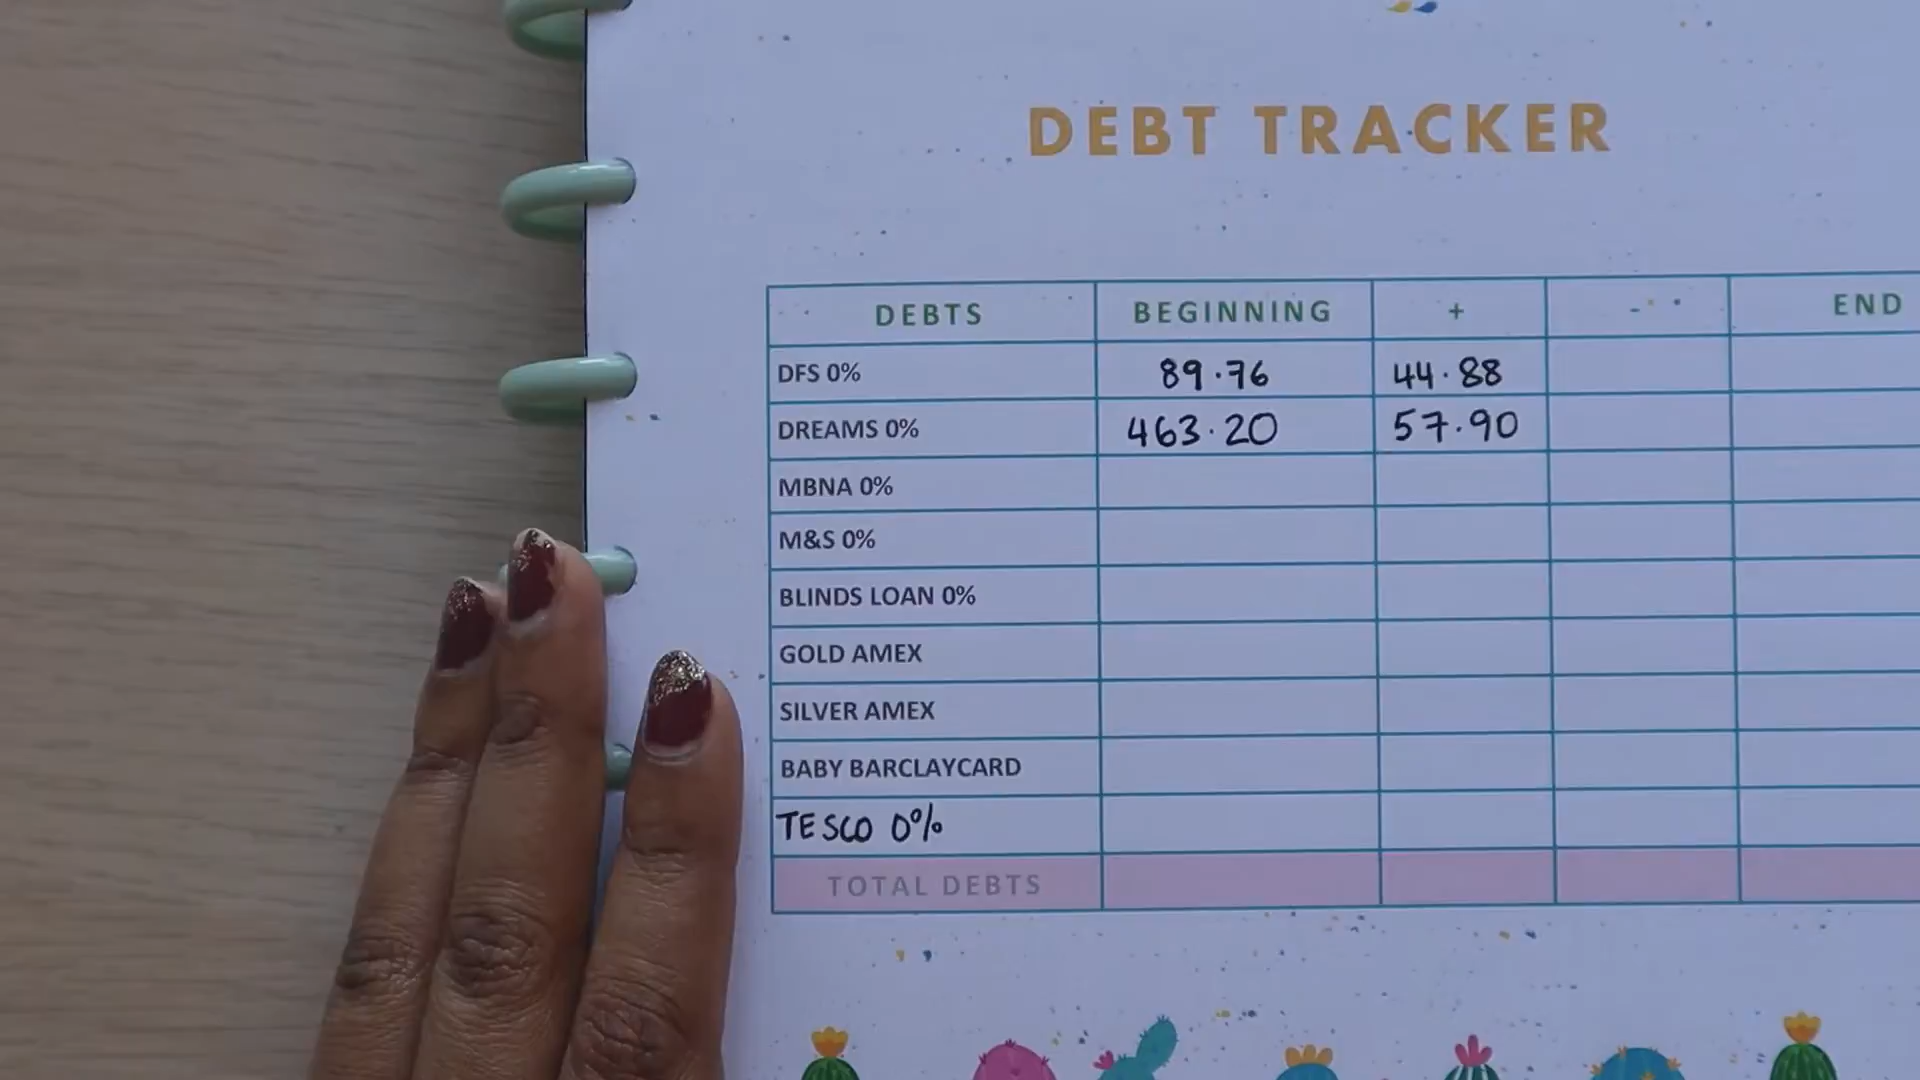 DEBT TRACKER
DEBTS BEGINNING + - END
DFS 0% 89.76 44.88
DREAMS 0% 463.20 57.90
MBNA 0%
M&S 0%
BLINDS LOAN 0%
GOLD AMEX
SILVER AMEX
BABY BARCLAYCARD
TESCO 0%
TOTAL DEBTS